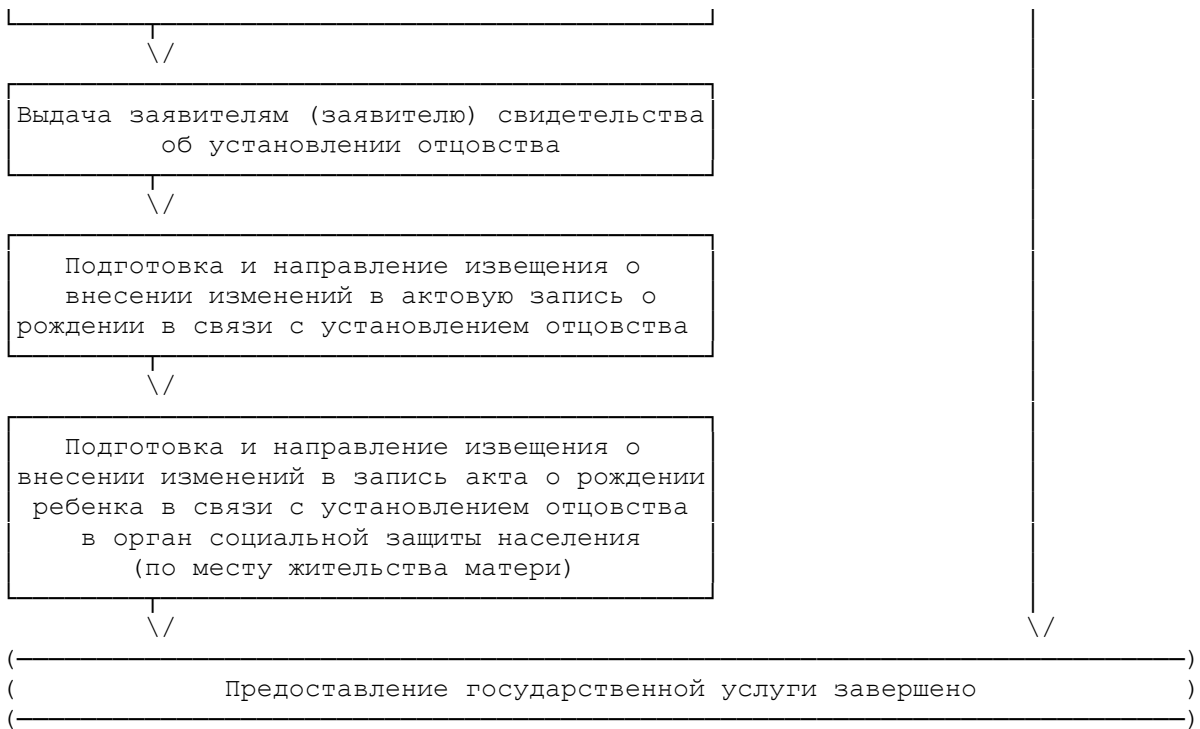 Выдача заявителям (заявителю) свидетельства
об установлении отцовства
Подготовка и направление извещения о
внесении изменений в актовую запись о
рождении в связи с установлением отцовства
Подготовка и направление извещения о
внесении изменений в запись акта о рождении
ребенка в связи с установлением отцовства
в орган социальной защиты населения
(по месту жительства матери)
Предоставление государственной услуги завершено